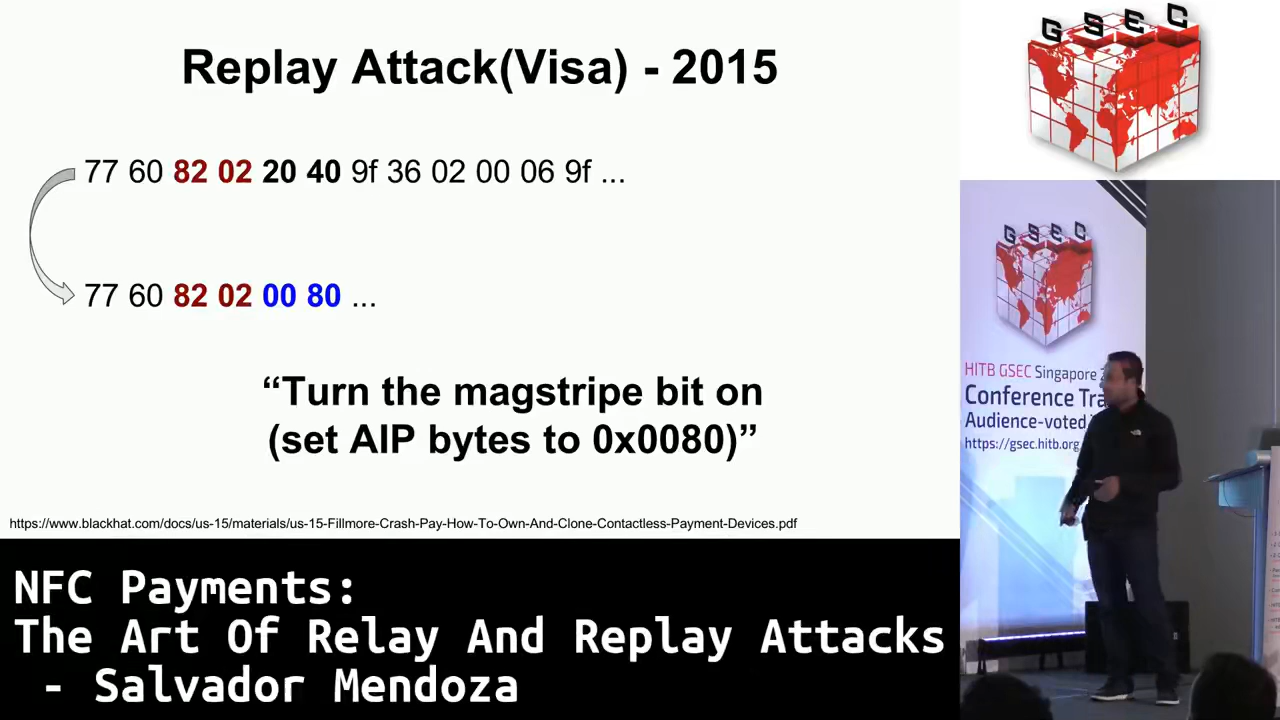 Replay Attack(Visa) - 2015
77 60 82 02 20 40 9f 36 02 00 06 9f ...
77 60 82 02 00 80 ...
“Turn the magstripe bit on
(set AIP bytes to 0x0080)”
https://www.blackhat.com/docs/us-15/materials/us-15-Fillmore-Crash-Pay-How-To-Own-And-Clone-Contactless-Payment-Devices.pdf
NFC Payments:
The Art Of Relay And Replay Attacks
- Salvador Mendoza
GSEC
GSEC
HITB GSEC Singapore
Conference
Audience-voted
https://gsec.hitb.org